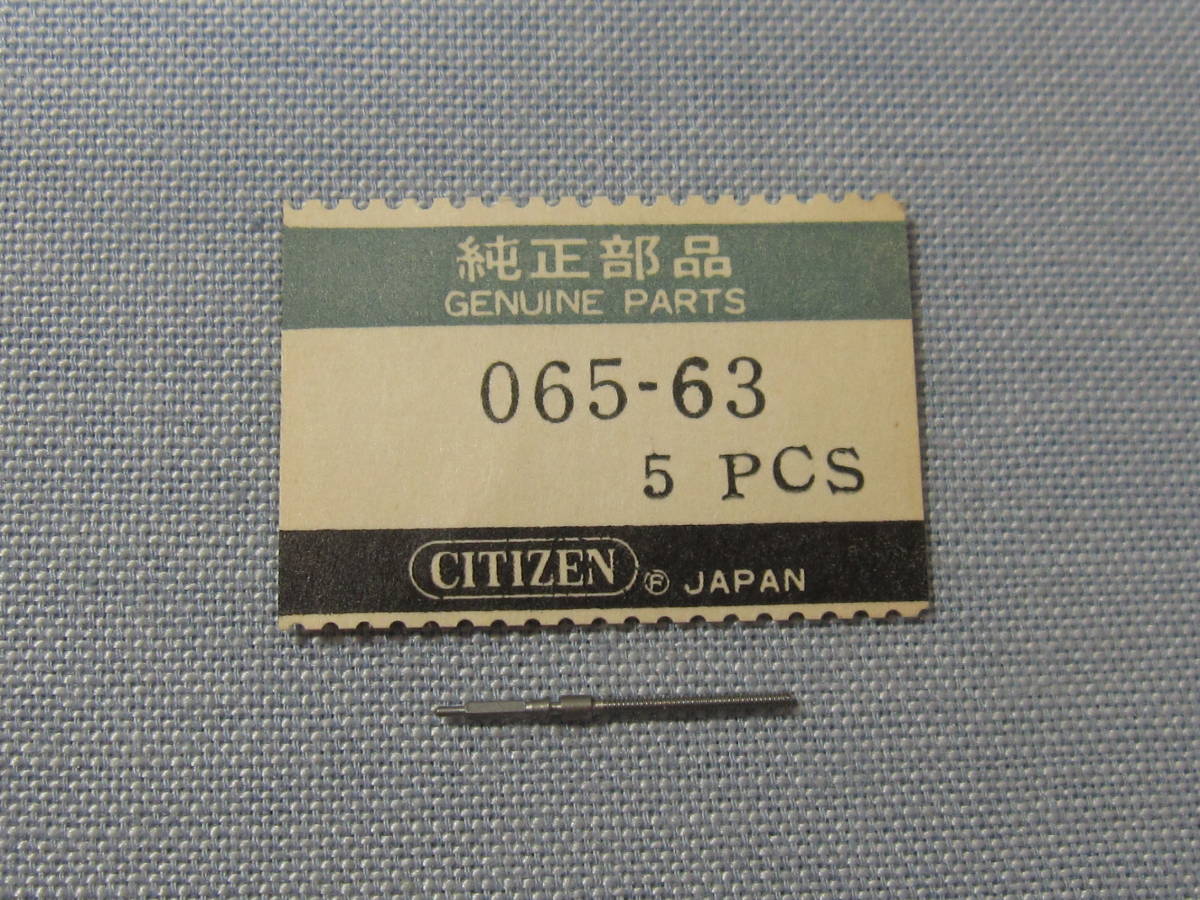 純正部品
GENUINE PARTS
065-63
5 PCS
CITIZEN Ⓕ JAPAN